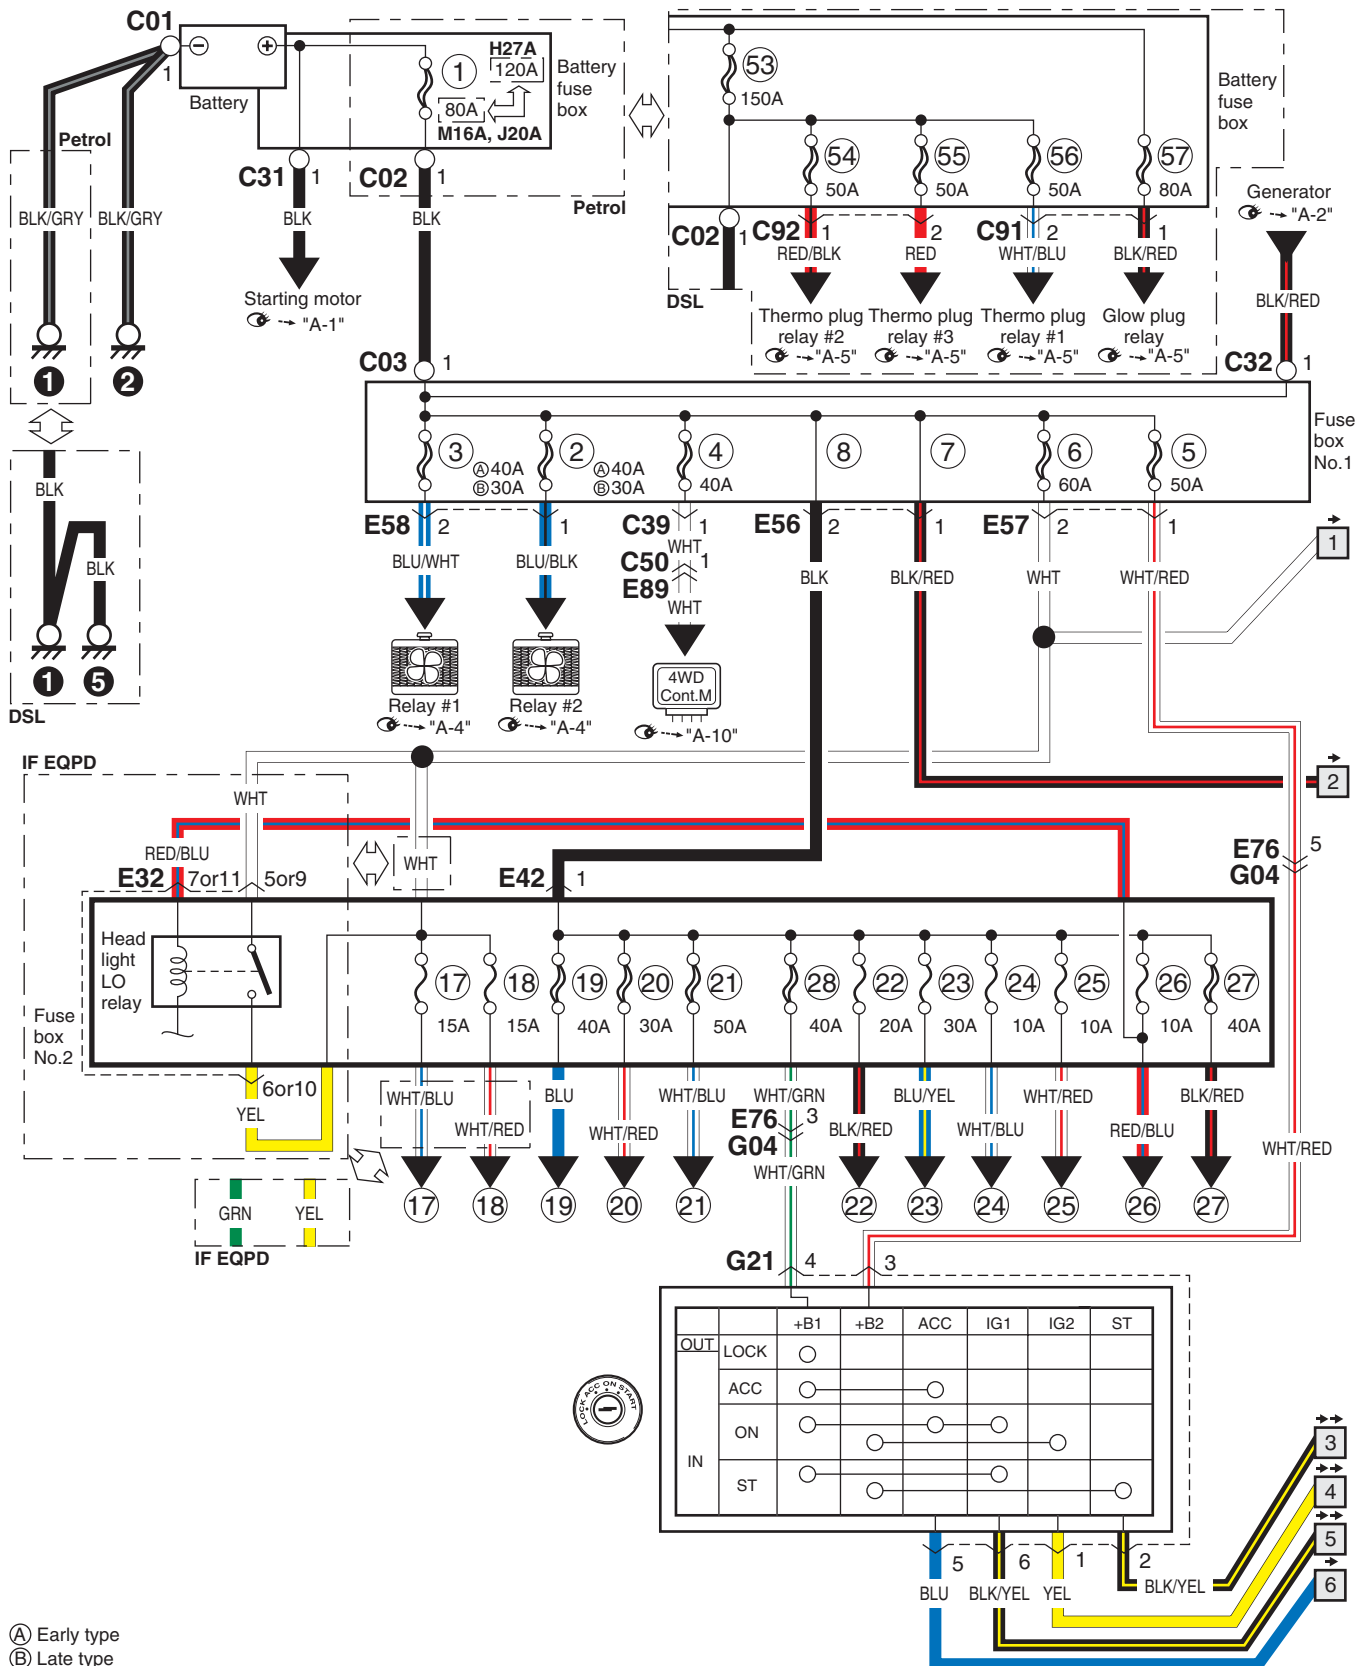 C01
1
Battery
Petrol
BLK/GRY
BLK/GRY
1
2
BLK
BLK
1
5
DSL
1
H27A
120A
80A
M16A, J20A
Battery
fuse
box
C31
1
C02
1
Petrol
BLK
BLK
Starting motor
"A-1"
53
150A
54
50A
55
50A
56
50A
57
80A
Battery
fuse
box
C02
1
C92
1
2
C91
2
1
RED/BLK
RED
WHT/BLU
BLK/RED
DSL
Thermo plug
relay #2
"A-5"
Thermo plug
relay #3
"A-5"
Thermo plug
relay #1
"A-5"
Glow plug
relay
"A-5"
Generator
"A-2"
BLK/RED
C03
1
C32
1
Fuse
box
No.1
3
Ⓐ40A
Ⓑ30A
2
Ⓐ40A
Ⓑ30A
4
40A
8
7
6
60A
5
50A
E58
2
1
C39
1
E56
2
1
E57
2
1
BLU/WHT
BLU/BLK
WHT
C50
1
E89
WHT
BLK
BLK/RED
WHT
WHT/RED
1
Relay #1
"A-4"
Relay #2
"A-4"
4WD
Cont.M
"A-10"
2
IF EQPD
WHT
RED/BLU
WHT
E32
7or11
5or9
E42
1
E76
5
G04
Head
light
LO
relay
Fuse
box
No.2
17
15A
18
15A
19
40A
20
30A
21
50A
28
40A
22
20A
23
30A
24
10A
25
10A
26
10A
27
40A
6or10
YEL
WHT/BLU
WHT/RED
BLU
WHT/RED
WHT/BLU
WHT/GRN
E76
3
G04
WHT/GRN
BLK/RED
BLU/YEL
WHT/BLU
WHT/RED
RED/BLU
BLK/RED
WHT/RED
17
18
19
20
21
22
23
24
25
26
27
GRN
YEL
IF EQPD
G21
4
3
+B1
+B2
ACC
IG1
IG2
ST
OUT
LOCK
ACC
ON
IN
ST
LOCK ACC ON START
3
4
5
6
5
6
1
2
BLU
BLK/YEL
YEL
BLK/YEL
Ⓐ Early type
Ⓑ Late type